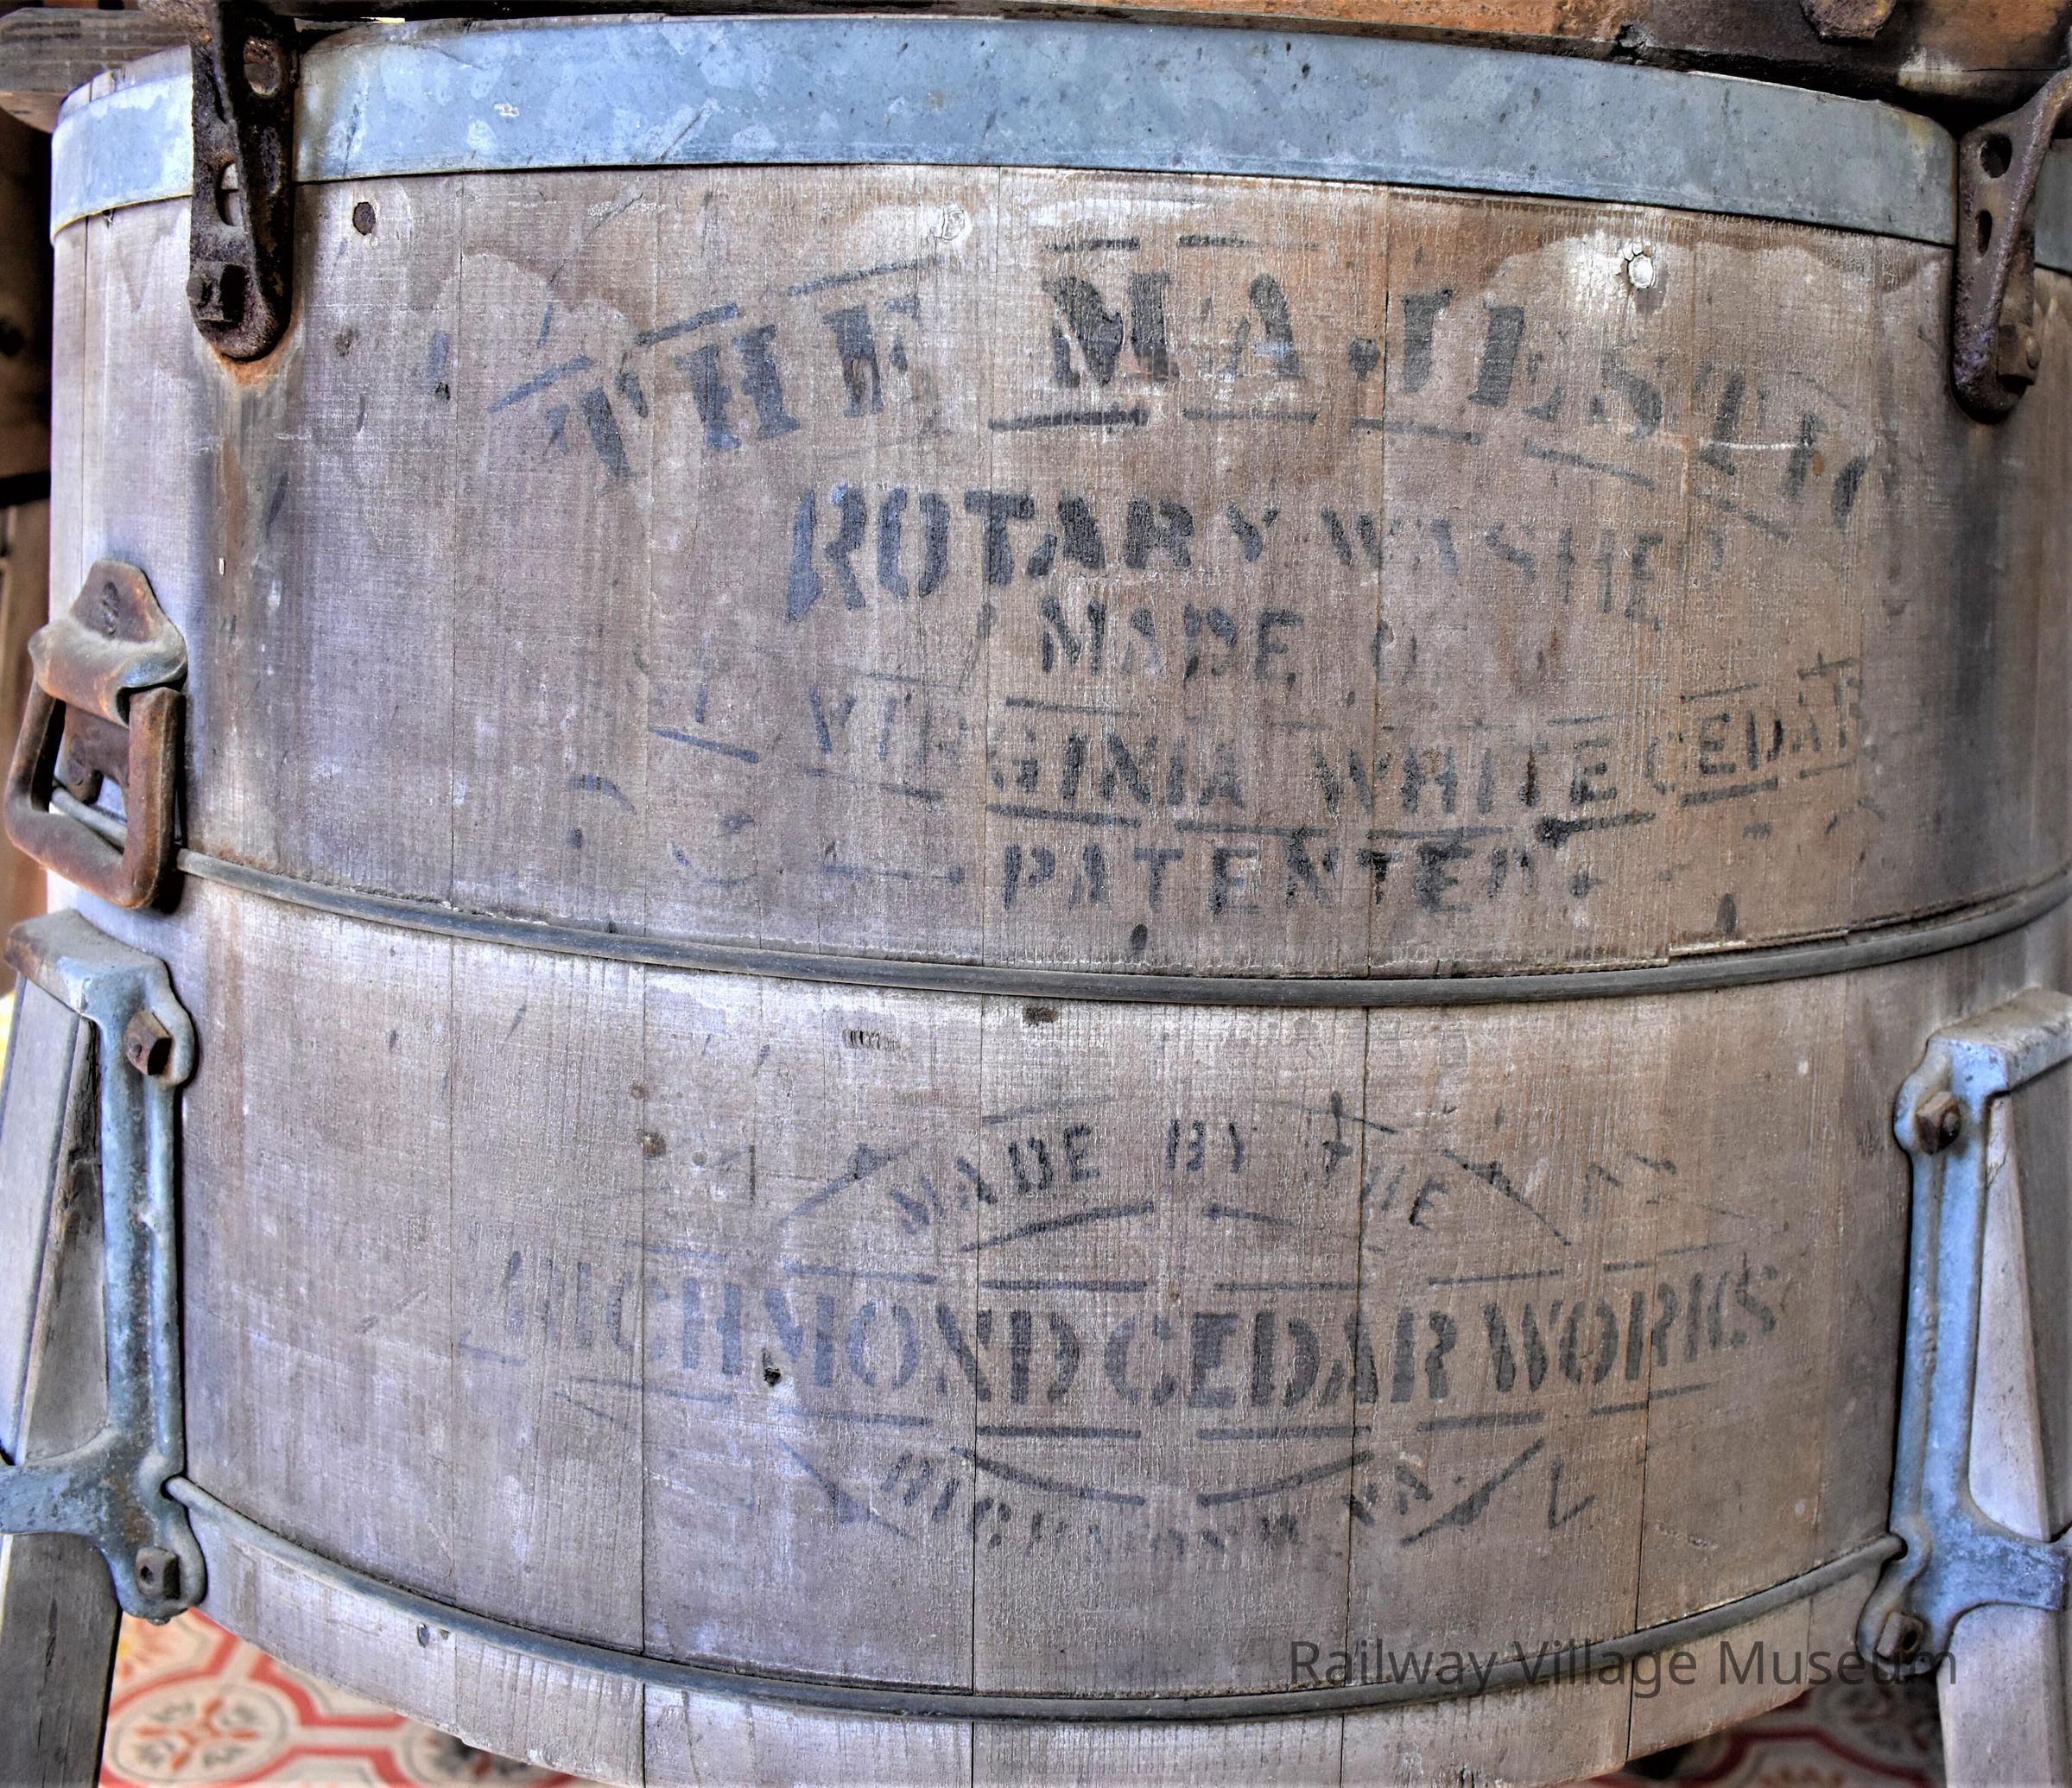 THE MAJESTIC
ROTARY WASHER
MADE O
VIRGINIA WHITE CEDAR
PATENTED.
MADE BY THE
RICHMOND CEDAR WORKS
RICHMOND. VA.
Railway Village Museum